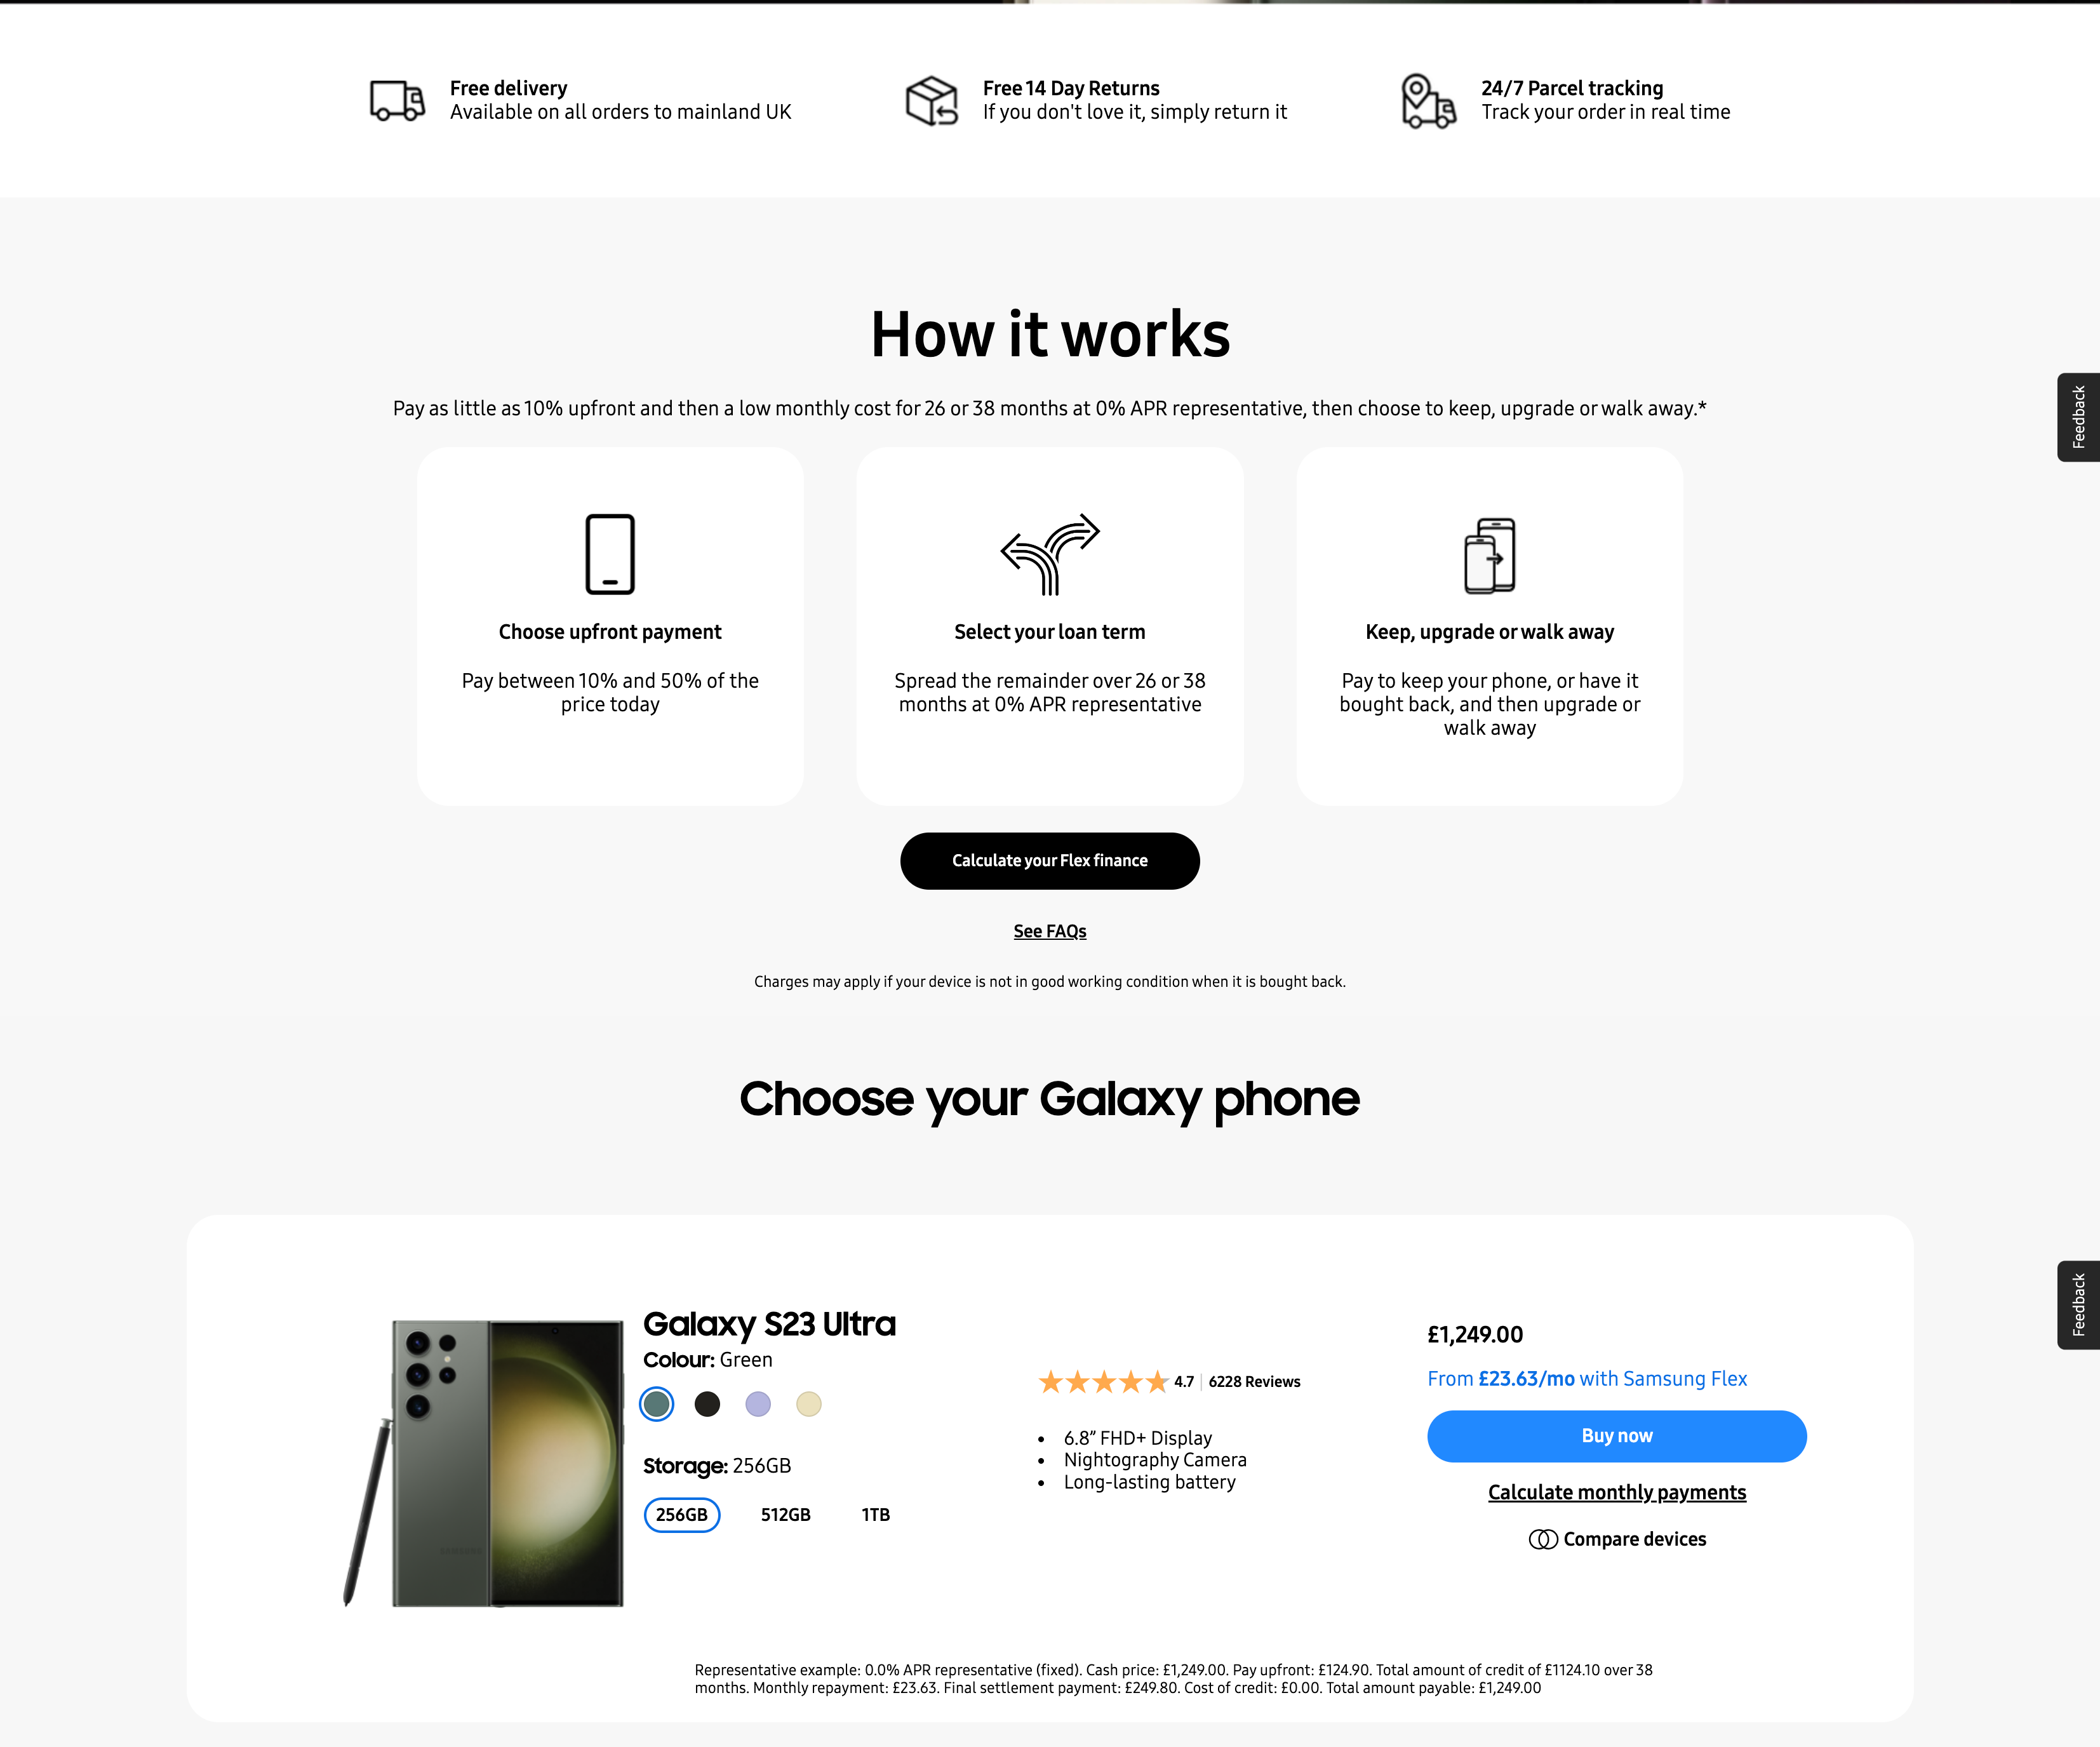 Free delivery
Available on all orders to mainland UK
Free 14 Day Returns
If you don't love it, simply return it
24/7 Parcel tracking
Track your order in real time
How it works
Pay as little as 10% upfront and then a low monthly cost for 26 or 38 months at 0% APR representative, then choose to keep, upgrade or walk away.*
Feedback
Choose upfront payment
Pay between 10% and 50% of the
price today
Select your loan term
Spread the remainder over 26 or 38
months at 0% APR representative
Keep, upgrade or walk away
Pay to keep your phone, or have it
bought back, and then upgrade or
walk away
Calculate your Flex finance
See FAQs
Charges may apply if your device is not in good working condition when it is bought back.
Choose your Galaxy phone
Feedback
Galaxy S23 Ultra
Colour: Green
Storage: 256GB
256GB 512GB 1TB
SAMSUNG
4.7 | 6228 Reviews
• 6.8” FHD+ Display
• Nightography Camera
• Long-lasting battery
£1,249.00
From £23.63/mo with Samsung Flex
Buy now
Calculate monthly payments
Compare devices
Representative example: 0.0% APR representative (fixed). Cash price: £1,249.00. Pay upfront: £124.90. Total amount of credit of £1124.10 over 38
months. Monthly repayment: £23.63. Final settlement payment: £249.80. Cost of credit: £0.00. Total amount payable: £1,249.00